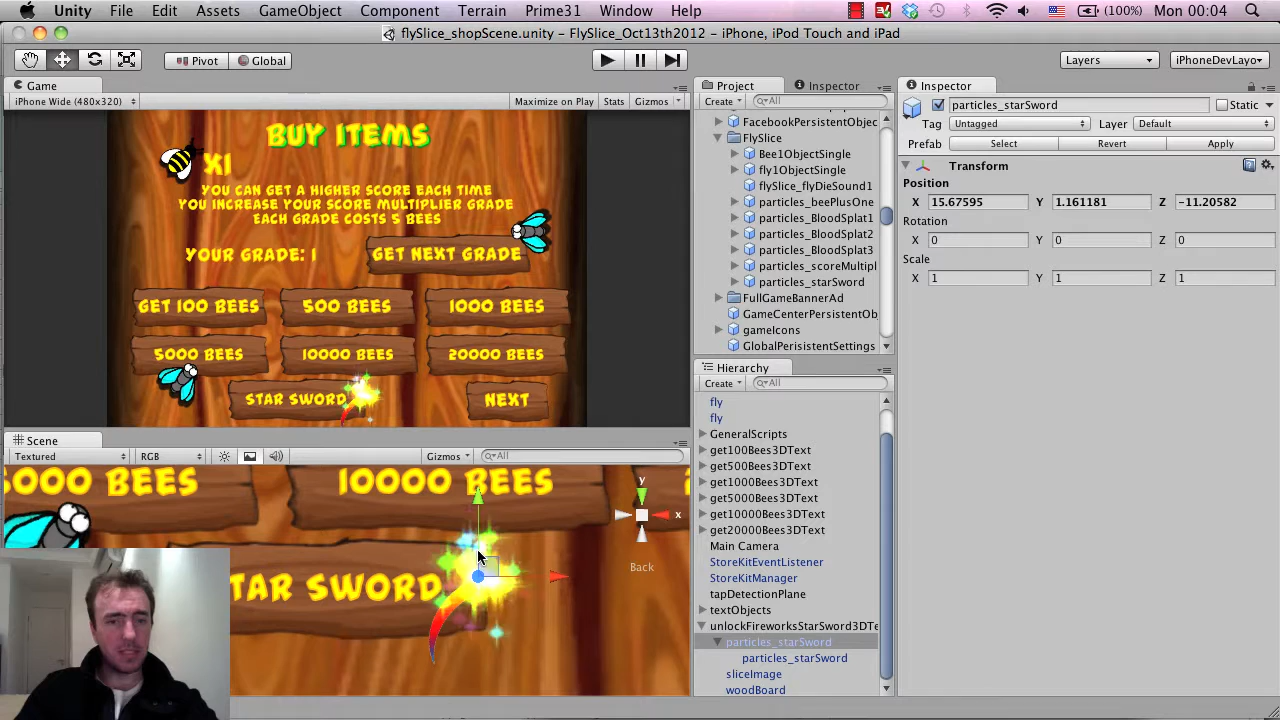 Unity File Edit Assets GameObject Component Terrain Prime31 Window Help (100%) Mon 00:04
flySlice_shopScene.unity - FlySlice_Oct13th2012 - iPhone, iPod Touch and iPad
Pivot Global Layers iPhoneDevLayo
Game
iPhone Wide (480x320) Maximize on Play Stats Gizmos
BUY ITEMS
X1
YOU CAN GET A HIGHER SCORE EACH TIME
YOU INCREASE YOUR SCORE MULTIPLIER GRADE
EACH GRADE COSTS 5 BEES
YOUR GRADE: 1 GET NEXT GRADE
GET 100 BEES 500 BEES 1000 BEES
5000 BEES 10000 BEES 20000 BEES
STAR SWORD NEXT
Scene
Textured RGB Gizmos All
5000 BEES 10000 BEES
STAR SWORD
y
x
Back
Project Inspector
Create All
FacebookPersistentObjec
FlySlice
Bee1ObjectSingle
fly1ObjectSingle
flySlice_flyDieSound1
particles_beePlusOne
particles_BloodSplat1
particles_BloodSplat2
particles_BloodSplat3
particles_scoreMultipl
particles_starSword
FullGameBannerAd
GameCenterPersistentOb
gameIcons
GlobalPerisistentSettings
Hierarchy
Create All
fly
fly
GeneralScripts
get100Bees3DText
get500Bees3DText
get1000Bees3DText
get5000Bees3DText
get10000Bees3DText
get20000Bees3DText
Main Camera
StoreKitEventListener
StoreKitManager
tapDetectionPlane
textObjects
unlockFireworksStarSword3DTe
particles_starSword
particles_starSword
sliceImage
woodBoard
Inspector
particles_starSword Static
Tag Untagged Layer Default
Prefab Select Revert Apply
Transform
Position
X 15.67595 Y 1.161181 Z -11.20582
Rotation
X 0 Y 0 Z 0
Scale
X 1 Y 1 Z 1